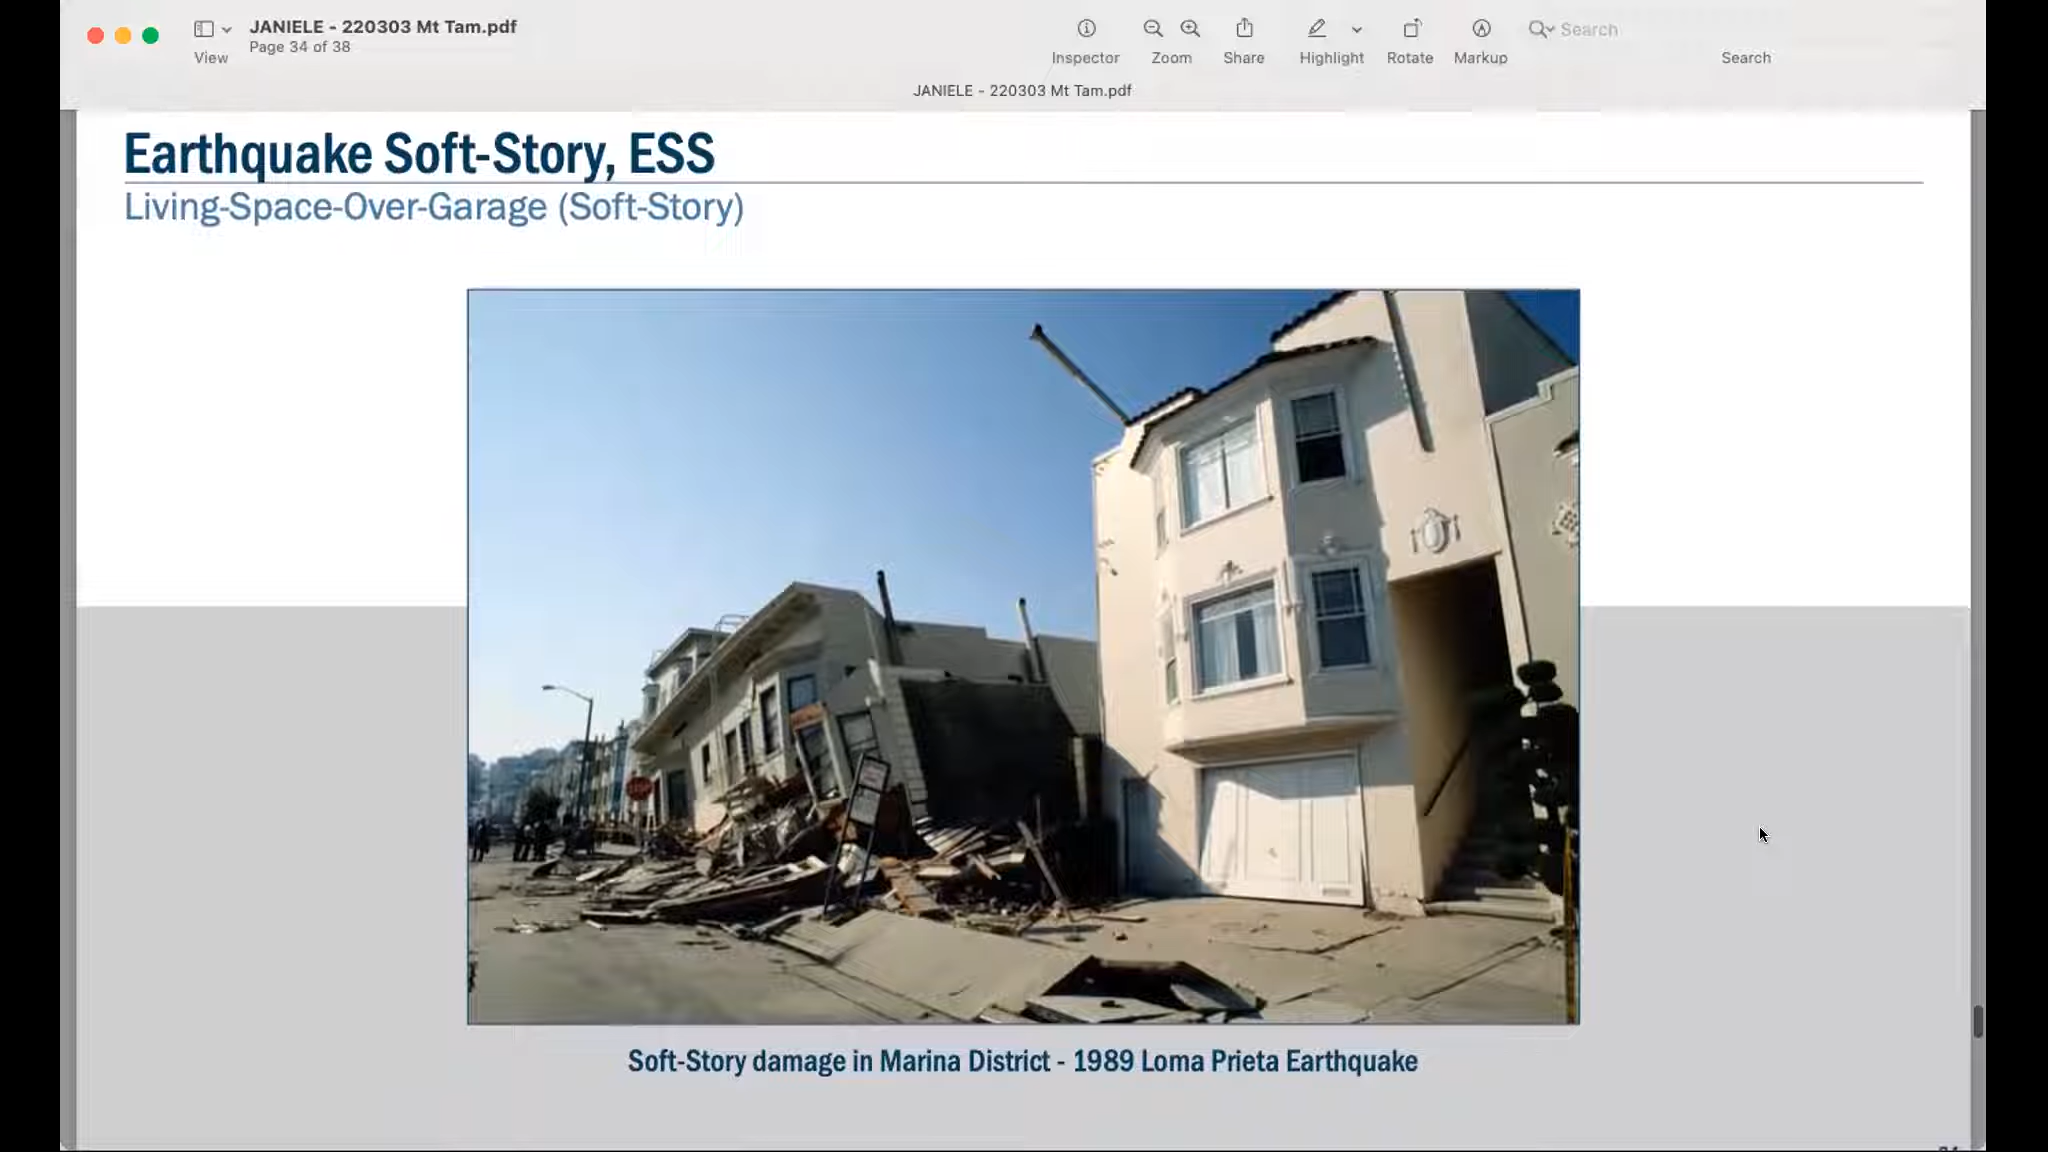 JANIELE - 220303 Mt Tam.pdf
Page 34 of 38
View
Inspector
Zoom
Share
Highlight
Rotate
Markup
Search
Search
JANIELE - 220303 Mt Tam.pdf
Earthquake Soft-Story, ESS
Living-Space-Over-Garage (Soft-Story)
STOP
Soft-Story damage in Marina District - 1989 Loma Prieta Earthquake